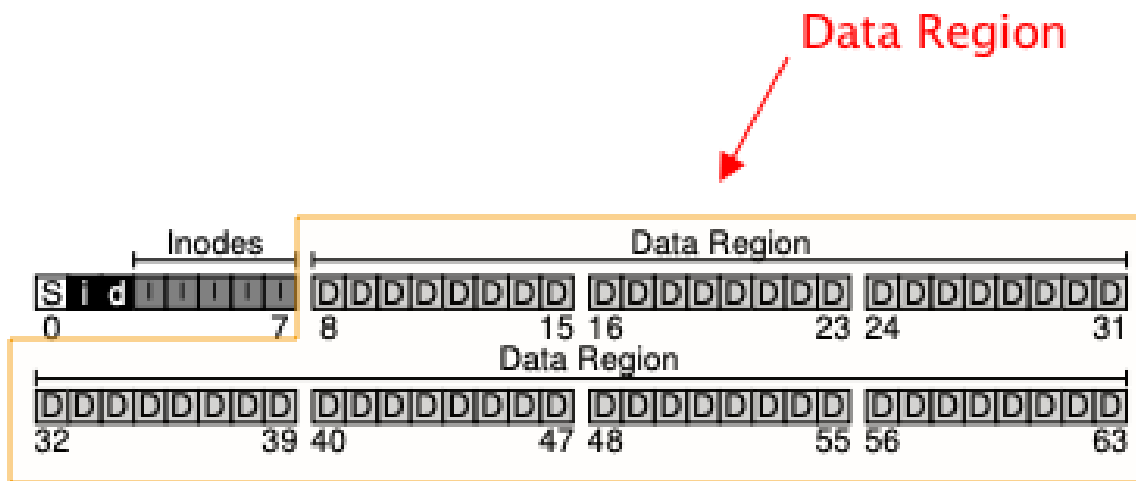 Data Region
Inodes Data Region
S i d I I I I I D D D D D D D D D D D D D D D D D D D D D D D D
0 7 8 15 16 23 24 31
Data Region
D D D D D D D D D D D D D D D D D D D D D D D D D D D D D D D D
32 39 40 47 48 55 56 63